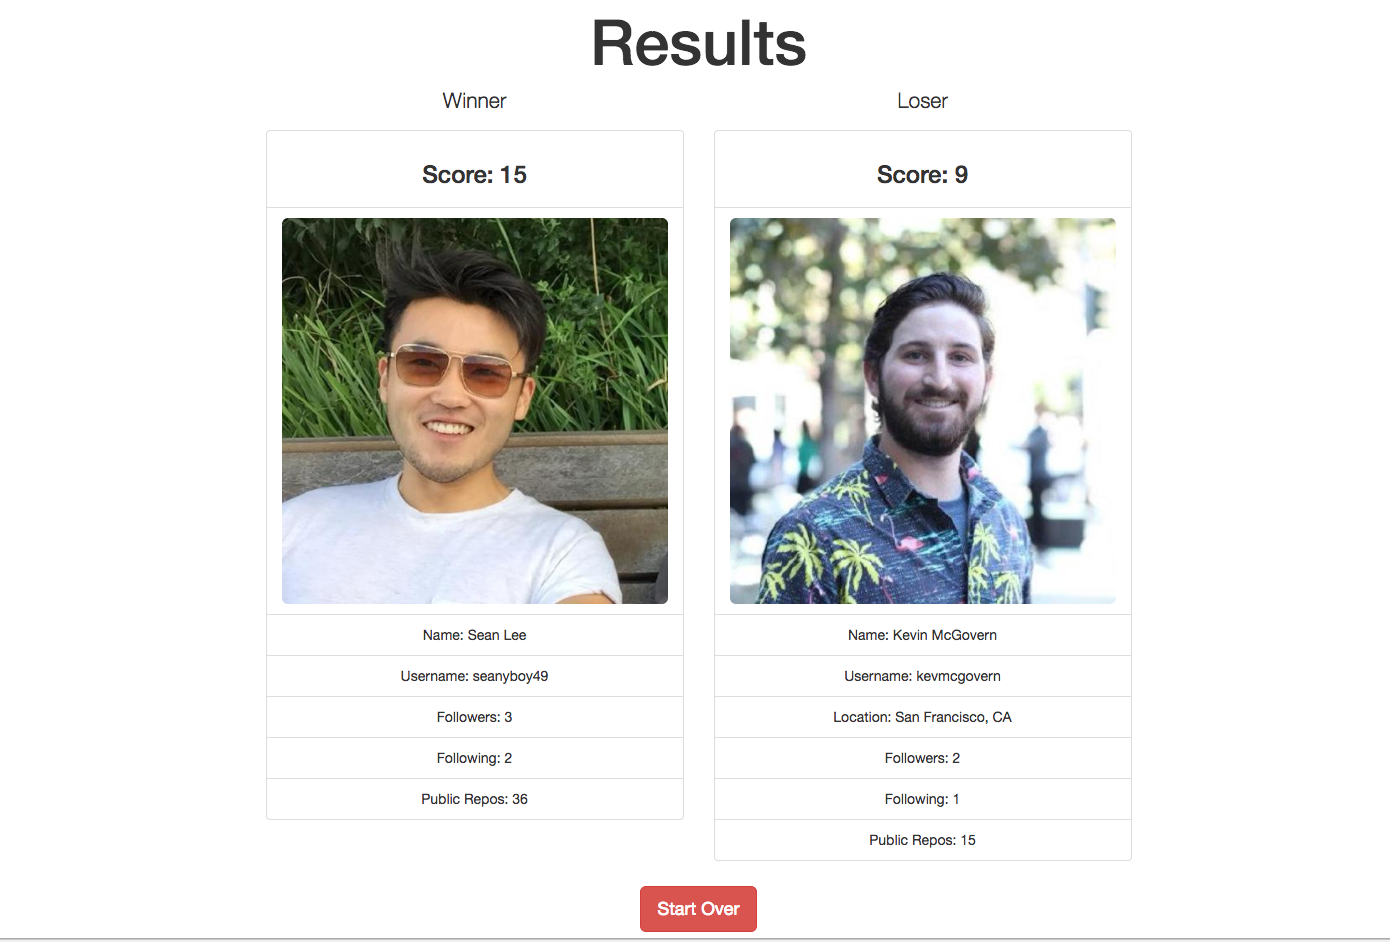 Results
Winner
Score: 15
Name: Sean Lee
Username: seanyboy49
Followers: 3
Following: 2
Public Repos: 36
Loser
Score: 9
Name: Kevin McGovern
Username: kevmcgovern
Location: San Francisco, CA
Followers: 2
Following: 1
Public Repos: 15
Start Over